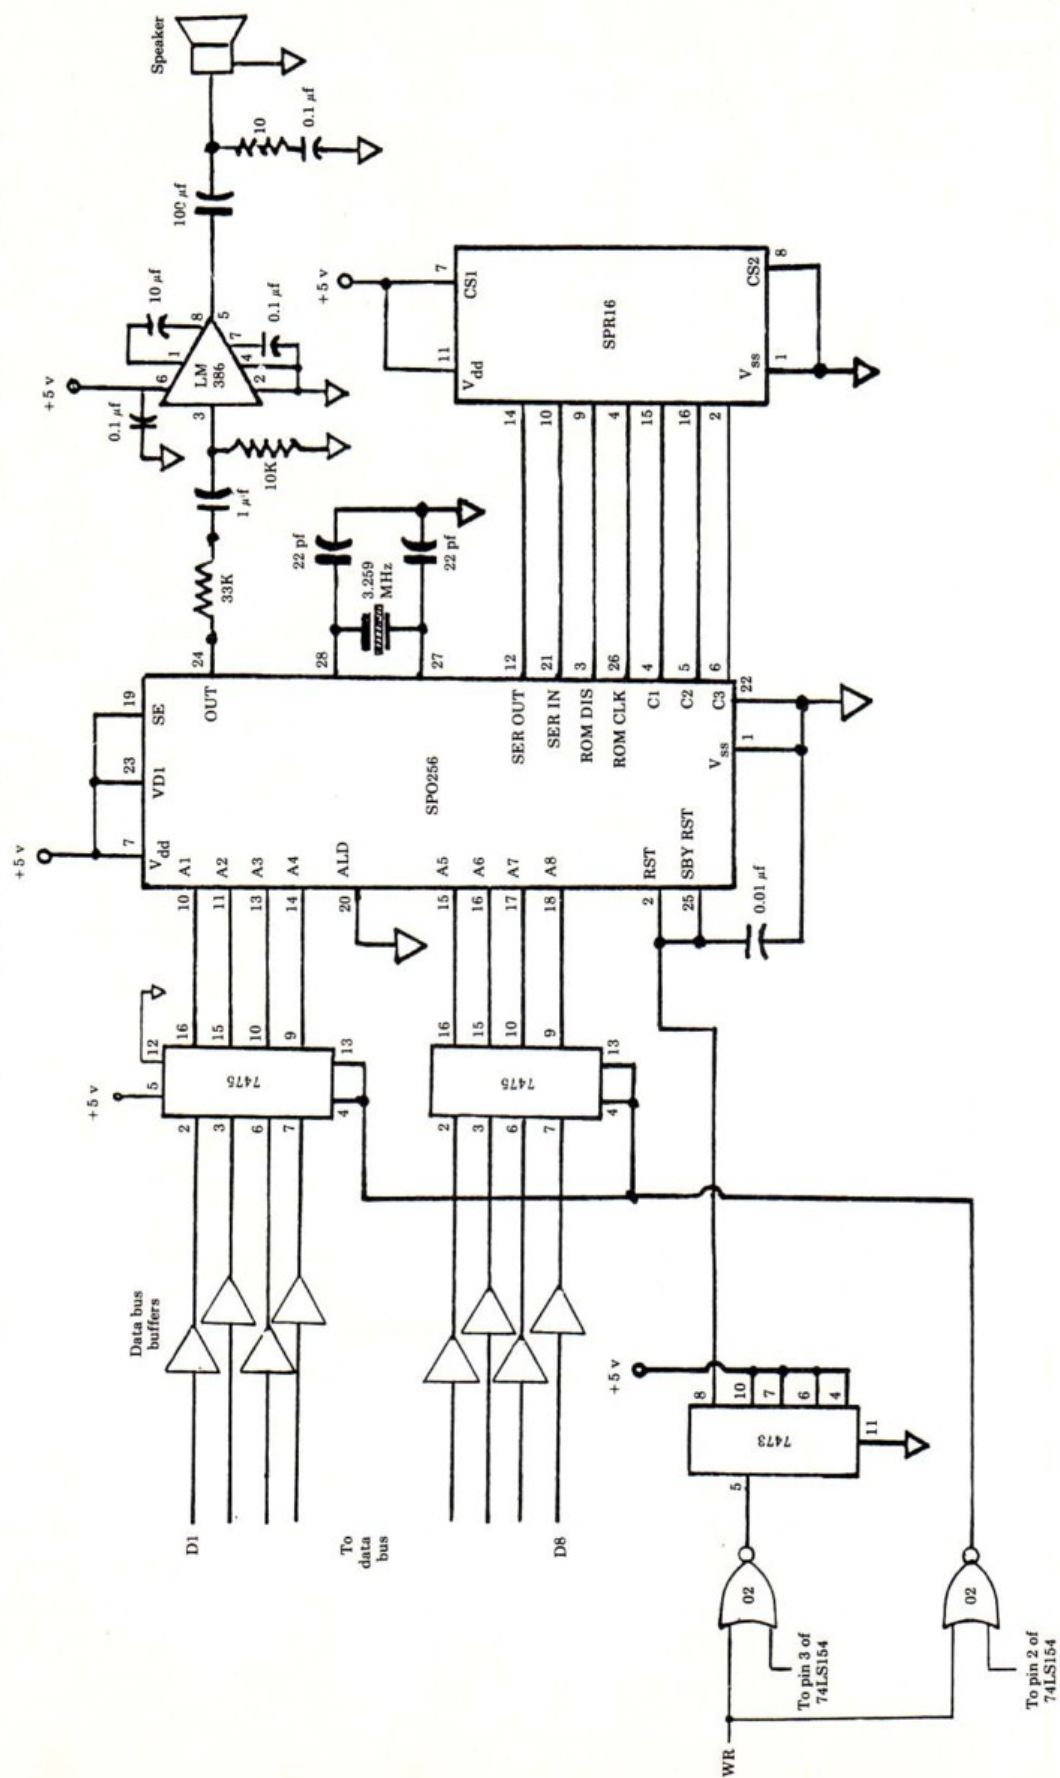 Speaker
10
0.1 µf
100 µf
+5 v
10 µf
0.1 µf
6
1
8
LM
386
5
7
4
2
3
0.1 µf
10K
1 µf
33K
+5 v
7
11
CS1
Vdd
SPR16
CS2
8
Vss
1
14
10
9
4
15
16
2
22 pf
22 pf
3.259
MHz
24
28
27
12
21
3
26
4
5
6
22
+5 v
19
23
7
SE
VD1
Vdd
OUT
SER OUT
SER IN
ROM DIS
ROM CLK
C1
C2
C3
SPO256
Vss
1
A1
A2
A3
A4
ALD
A5
A6
A7
A8
RST
SBY RST
10
11
13
14
20
15
16
17
18
2
25
0.01 µf
+5 v
12
5
16
15
10
9
13
4
7475
2
3
6
7
16
15
10
9
13
4
7475
2
3
6
7
Data bus
buffers
D1
To
data
bus
D8
+5 v
8
10
7
6
4
11
7473
5
02
02
To pin 3 of
74LS154
To pin 2 of
74LS154
WR